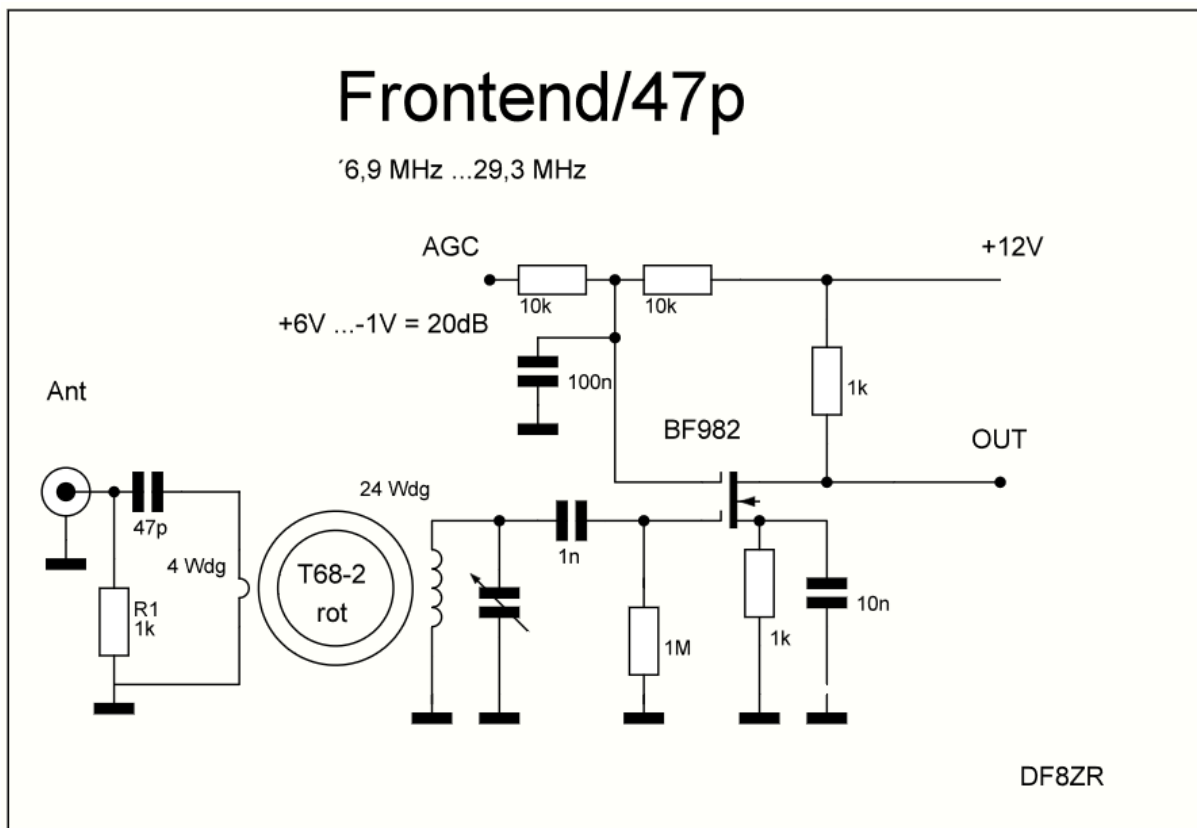 Frontend/47p
´6,9 MHz ...29,3 MHz
AGC
+12V
10k
10k
+6V ...-1V = 20dB
100n
1k
Ant
BF982
OUT
24 Wdg
47p
1n
4 Wdg
T68-2
rot
R1
1k
10n
1M
1k
DF8ZR